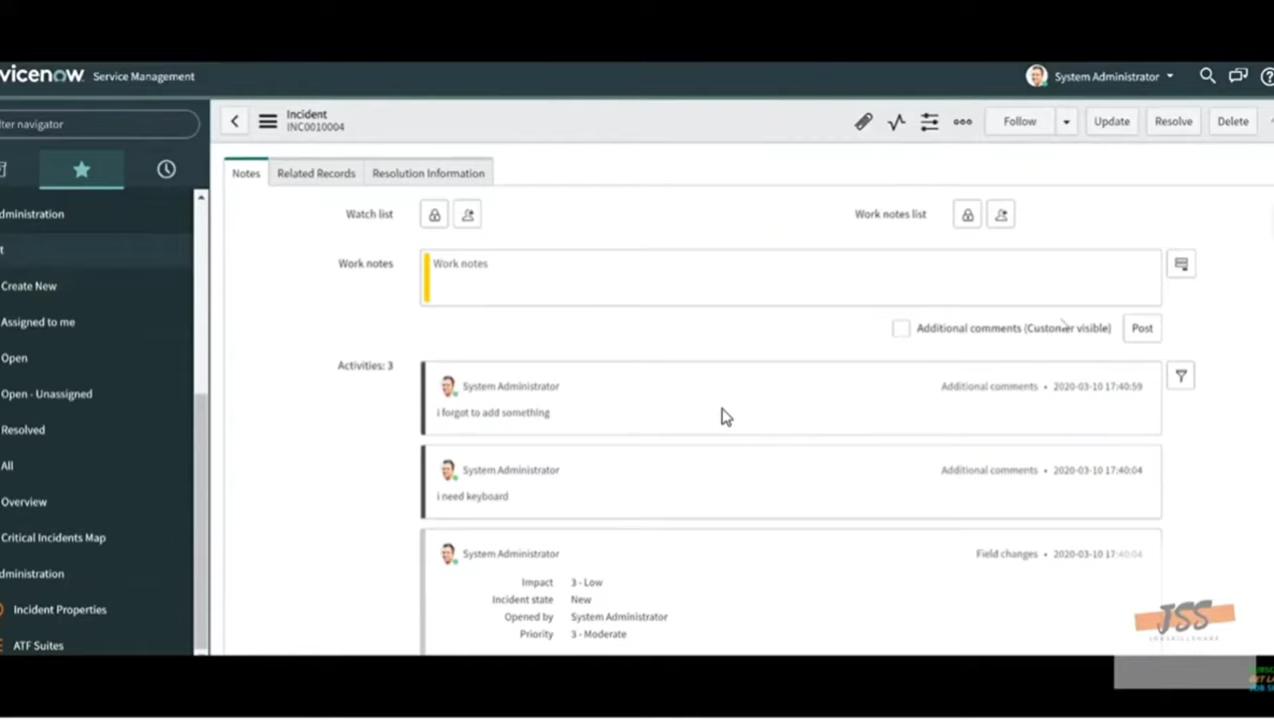 vicenow Service Management
System Administrator
lter navigator
Incident
INC0010004
Follow
Update
Resolve
Delete
dministration
t
Create New
Assigned to me
Open
Open - Unassigned
Resolved
All
Overview
Critical Incidents Map
dministration
Incident Properties
ATF Suites
Notes
Related Records
Resolution Information
Watch list
Work notes list
Work notes
Work notes
Additional comments (Customer visible)
Post
Activities: 3
System Administrator
Additional comments • 2020-03-10 17:40:59
i forgot to add something
System Administrator
Additional comments • 2020-03-10 17:40:04
i need keyboard
System Administrator
Field changes • 2020-03-10 17:40:04
Impact 3 - Low
Incident state New
Opened by System Administrator
Priority 3 - Moderate
JSS
JOBSKILLSHARE